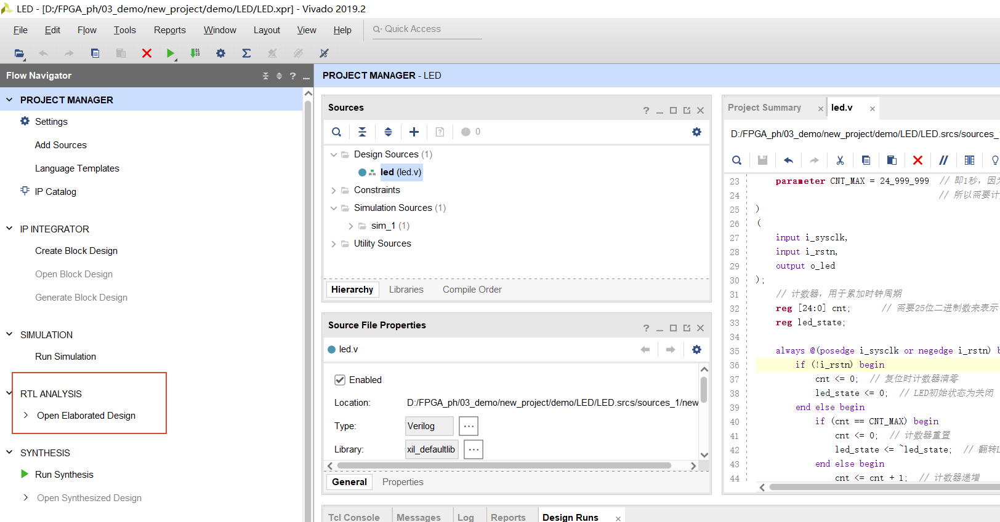 LED - [D:/FPGA_ph/03_demo/new_project/demo/LED/LED.xpr] - Vivado 2019.2
File Edit Flow Tools Reports Window Layout View Help Quick Access
Flow Navigator
PROJECT MANAGER
Settings
Add Sources
Language Templates
IP Catalog
IP INTEGRATOR
Create Block Design
Open Block Design
Generate Block Design
SIMULATION
Run Simulation
RTL ANALYSIS
Open Elaborated Design
SYNTHESIS
Run Synthesis
Open Synthesized Design
PROJECT MANAGER - LED
Sources
0
Design Sources (1)
led (led.v)
Constraints
Simulation Sources (1)
sim_1 (1)
Utility Sources
Hierarchy Libraries Compile Order
Source File Properties
led.v
Enabled
Location: D:/FPGA_ph/03_demo/new_project/demo/LED/LED.srcs/sources_1/new
Type: Verilog ...
Library: xil_defaultlib ...
General Properties
Tcl Console Messages Log Reports Design Runs
Project Summary led.v
D:/FPGA_ph/03_demo/new_project/demo/LED/LED.srcs/sources_
23 parameter CNT_MAX = 24_999_999 // 即1秒，因为
24 // 所以需要计
25 )
26 (
27 input i_sysclk,
28 input i_rstn,
29 output o_led
30 );
31 // 计数器，用于累加时钟周期
32 reg [24:0] cnt; // 需要25位二进制数来表示
33 reg led_state;
34
35 always @(posedge i_sysclk or negedge i_rstn) b
36 if (!i_rstn) begin
37 cnt <= 0; // 复位时计数器清零
38 led_state <= 0; // LED初始状态为关闭
39 end else begin
40 if (cnt == CNT_MAX) begin
41 cnt <= 0; // 计数器重置
42 led_state <= ~led_state; // 翻转L
43 end else begin
44 cnt <= cnt + 1; // 计数器递增